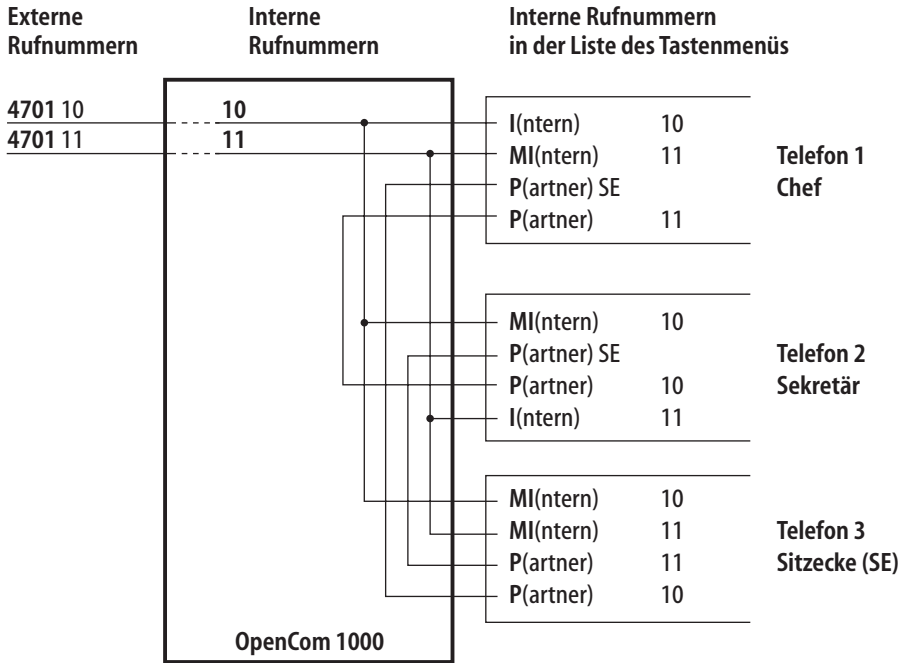 Externe Rufnummern
Interne Rufnummern
Interne Rufnummern in der Liste des Tastenmenüs
4701 10
10
4701 11
11
I(ntern) 10
MI(ntern) 11
P(artner) SE
P(artner) 11
Telefon 1
Chef
MI(ntern) 10
P(artner) SE
P(artner) 10
I(ntern) 11
Telefon 2
Sekretär
MI(ntern) 10
MI(ntern) 11
P(artner) 11
P(artner) 10
Telefon 3
Sitzecke (SE)
OpenCom 1000